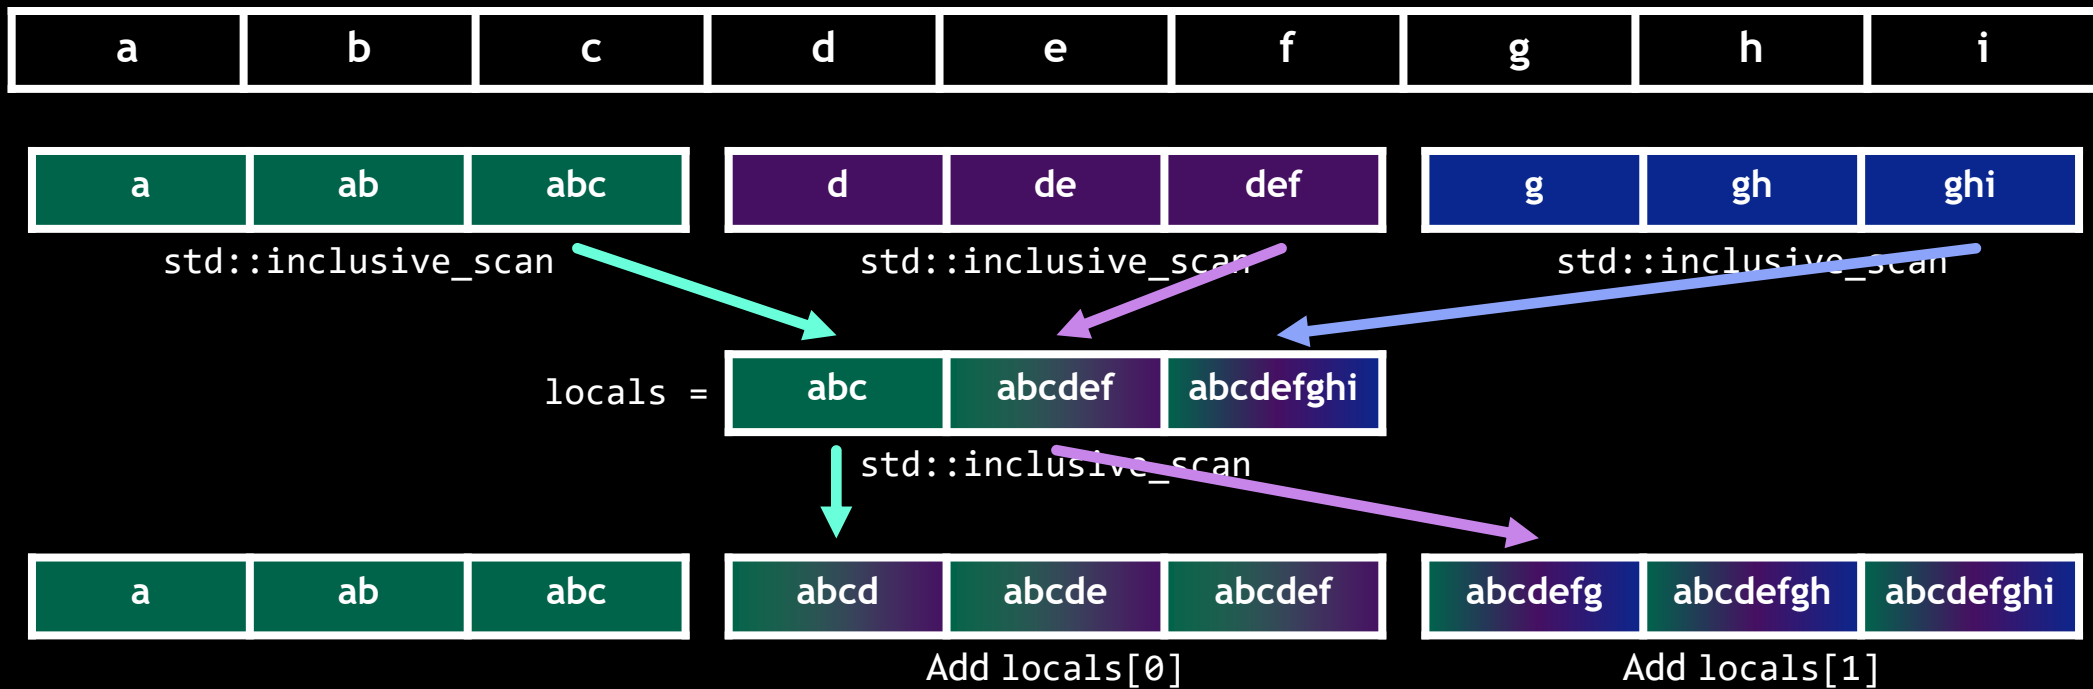 a b c d e f g h i
a ab abc d de def g gh ghi
std::inclusive_scan std::inclusive_scan std::inclusive_scan
locals = abc abcdef abcdefghi
std::inclusive_scan
a ab abc abcd abcde abcdef abcdefg abcdefgh abcdefghi
Add locals[0] Add locals[1]